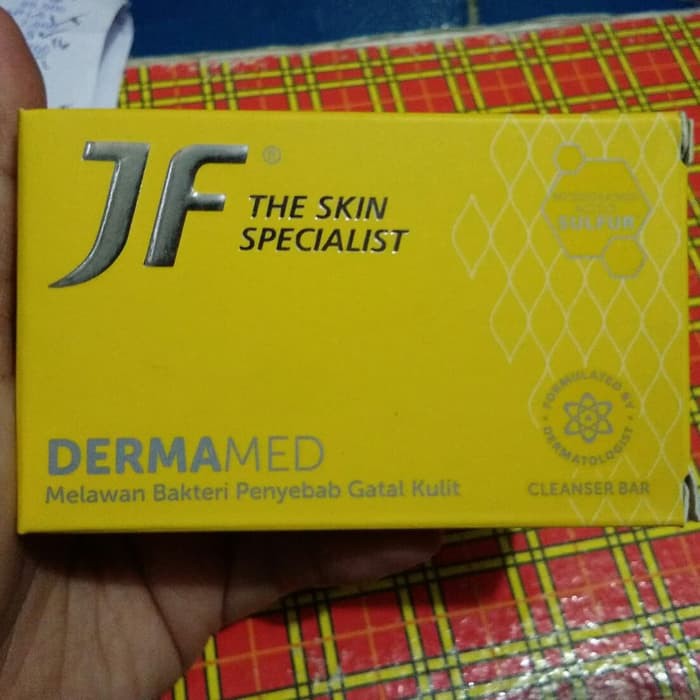 JF®
THE SKIN
SPECIALIST
SULFUR
FORMULATED BY
DERMATOLOGIST
DERMAMED
Melawan Bakteri Penyebab Gatal Kulit
CLEANSER BAR